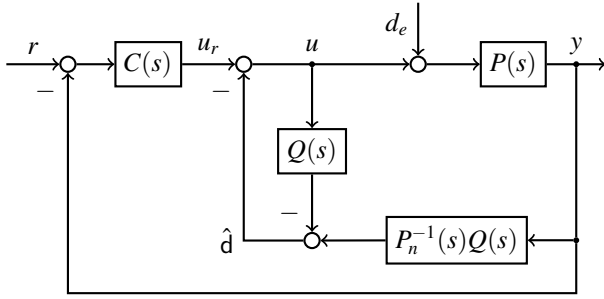 d_e
r
C(s)
u_r
u
P(s)
y
−
−
Q(s)
−
d̂
P_n^{-1}(s)Q(s)